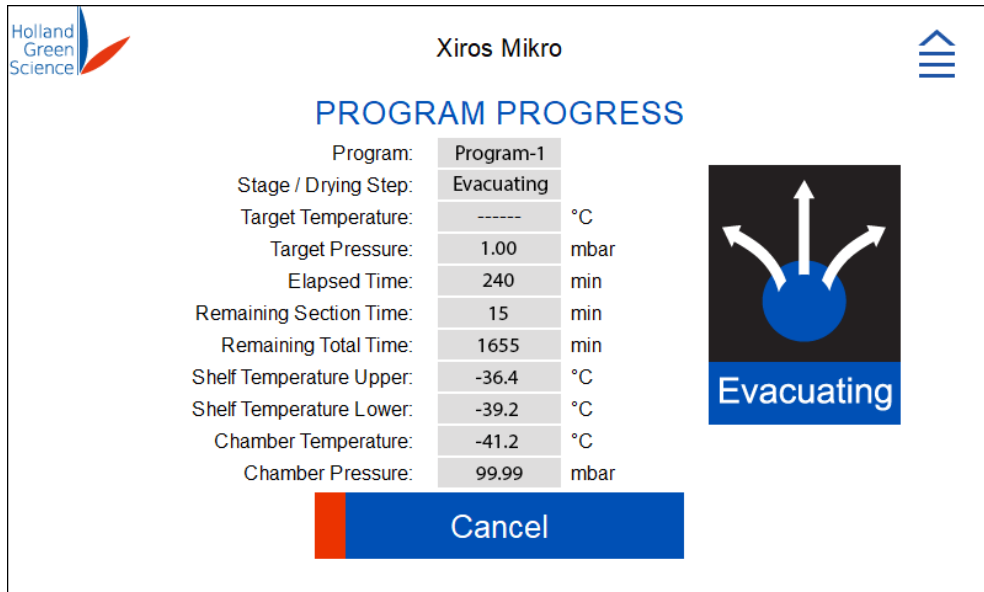 Holland
Green
Science
Xiros Mikro
PROGRAM PROGRESS
Program: Program-1
Stage / Drying Step: Evacuating
Target Temperature: ------ °C
Target Pressure: 1.00 mbar
Elapsed Time: 240 min
Remaining Section Time: 15 min
Remaining Total Time: 1655 min
Shelf Temperature Upper: -36.4 °C
Shelf Temperature Lower: -39.2 °C
Chamber Temperature: -41.2 °C
Chamber Pressure: 99.99 mbar
Evacuating
Cancel